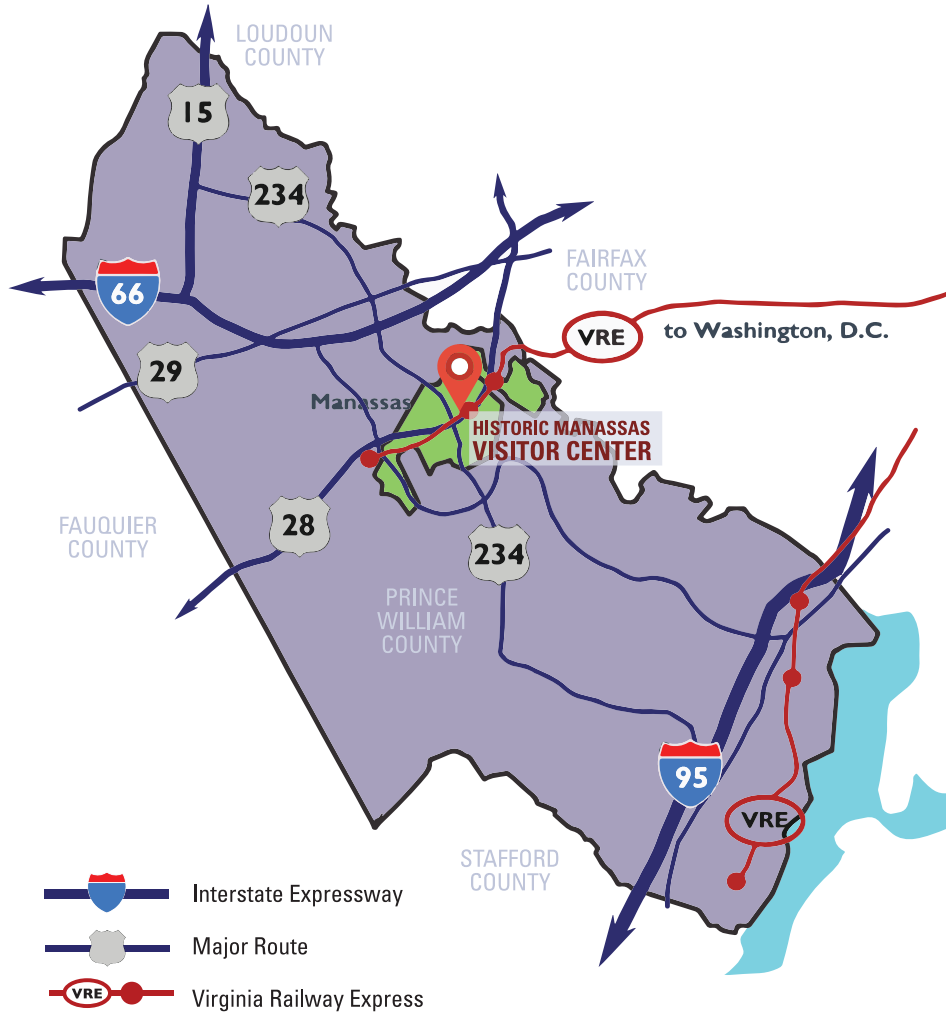 LOUDOUN
COUNTY
15
234
FAIRFAX
COUNTY
66
VRE
to Washington, D.C.
29
Manassas
HISTORIC MANASSAS
VISITOR CENTER
28
FAUQUIER
COUNTY
234
PRINCE
WILLIAM
COUNTY
95
VRE
STAFFORD
COUNTY
Interstate Expressway
Major Route
VRE
Virginia Railway Express